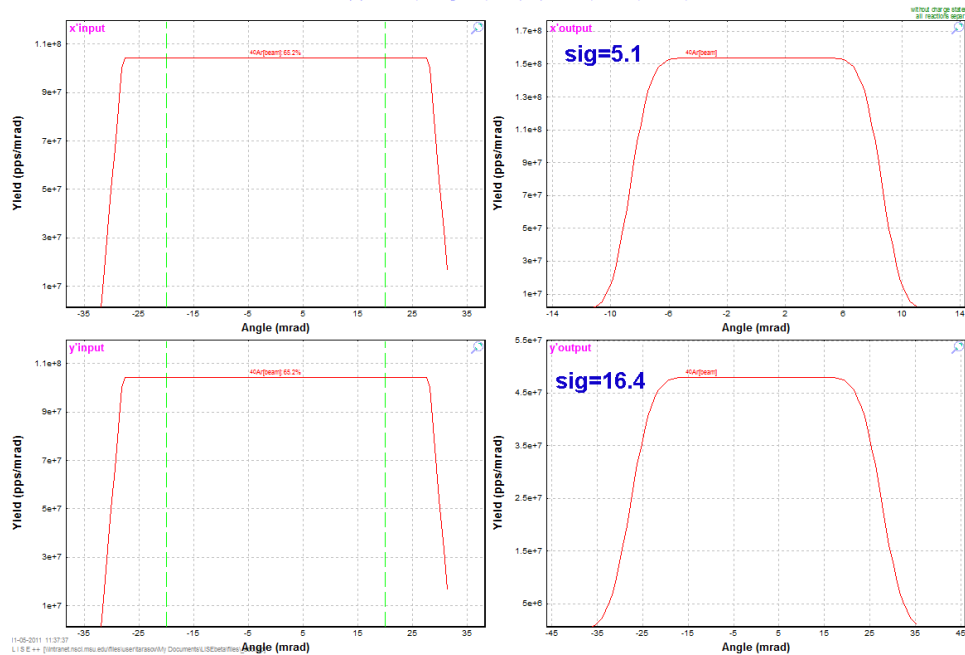 without charge states
all reactions separ
x'input
40Ar[beam] 65.2%
Yield (pps/mrad)
1.1e+8
9e+7
7e+7
5e+7
3e+7
1e+7
-35 -25 -15 -5 5 15 25 35
Angle (mrad)
x'output
sig=5.1
40Ar[beam]
Yield (pps/mrad)
1.7e+8
1.5e+8
1.3e+8
1.1e+8
9e+7
7e+7
5e+7
3e+7
1e+7
-14 -10 -6 -2 2 6 10 14
Angle (mrad)
y'input
40Ar[beam] 65.2%
Yield (pps/mrad)
1.1e+8
9e+7
7e+7
5e+7
3e+7
1e+7
-35 -25 -15 -5 5 15 25 35
Angle (mrad)
y'output
sig=16.4
40Ar[beam]
Yield (pps/mrad)
5.5e+7
4.5e+7
3.5e+7
2.5e+7
1.5e+7
5e+6
-45 -35 -25 -15 -5 5 15 25 35 45
Angle (mrad)
11-05-2011 11:37:37
L I S E ++